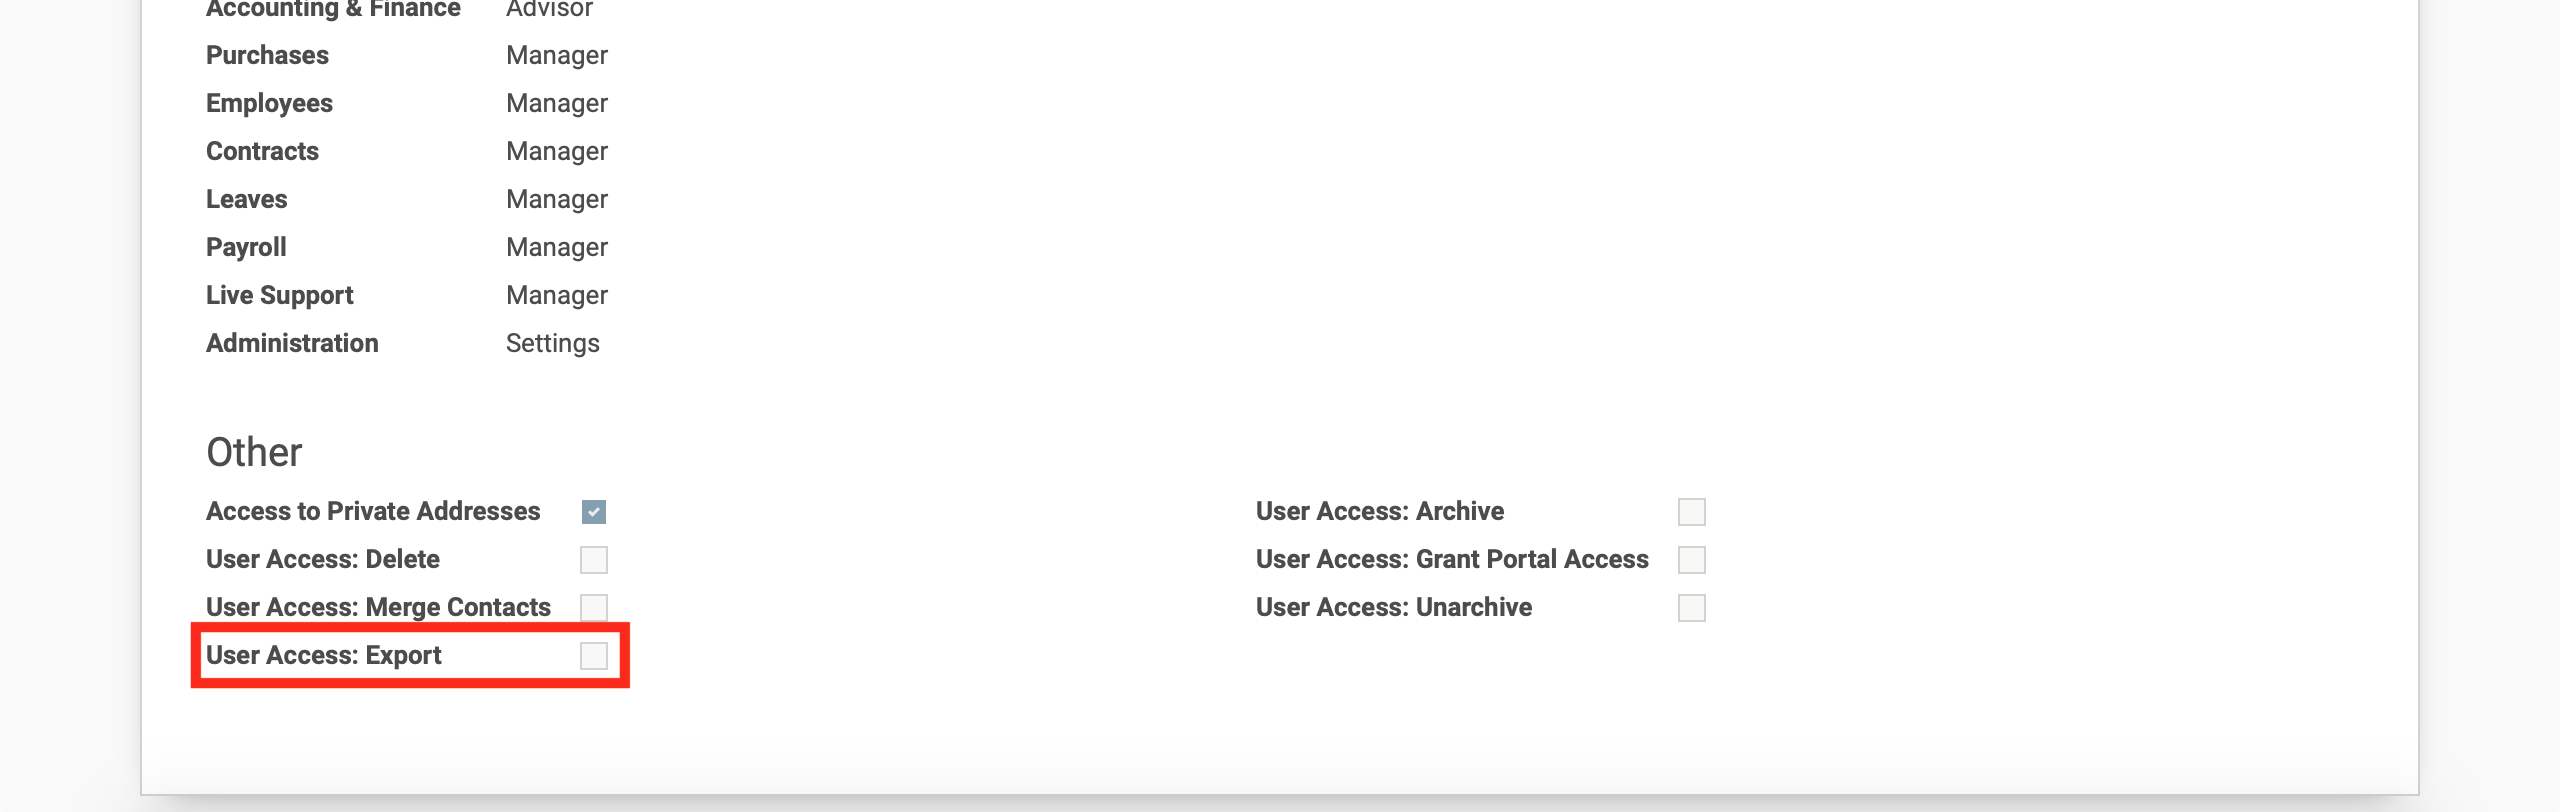 Accounting & Finance Advisor
Purchases Manager
Employees Manager
Contracts Manager
Leaves Manager
Payroll Manager
Live Support Manager
Administration Settings
Other
Access to Private Addresses
User Access: Archive
User Access: Delete
User Access: Grant Portal Access
User Access: Merge Contacts
User Access: Unarchive
User Access: Export